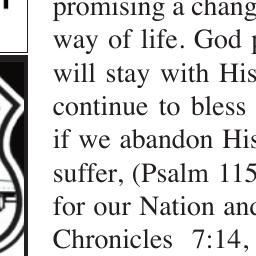 promising a chang
way of life. God p
will stay with His
continue to bless
if we abandon His
suffer, (Psalm 115
for our Nation and
Chronicles 7:14,